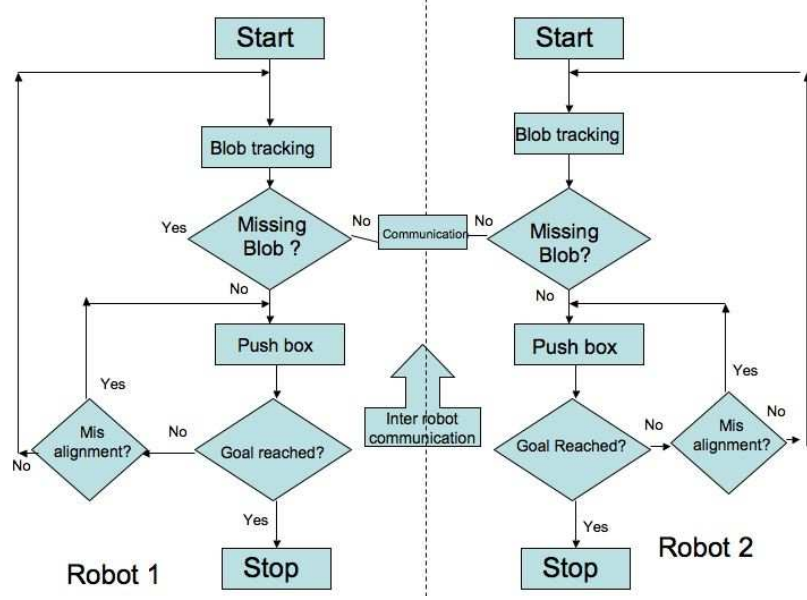 Start
Blob tracking
Missing
Blob ?
Yes
No
No
Push box
Goal reached?
No
Yes
Mis
alignment?
Yes
No
Stop
Robot 1
Communication
Inter robot
communication
Start
Blob tracking
Missing
Blob?
No
No
Push box
Goal Reached?
No
Yes
Mis
alignment?
Yes
No
Stop
Robot 2